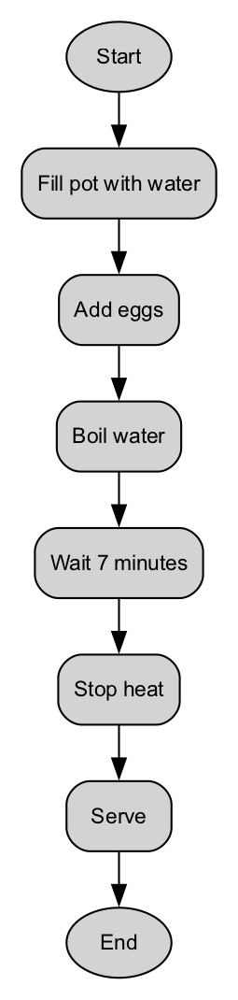 Start
Fill pot with water
Add eggs
Boil water
Wait 7 minutes
Stop heat
Serve
End